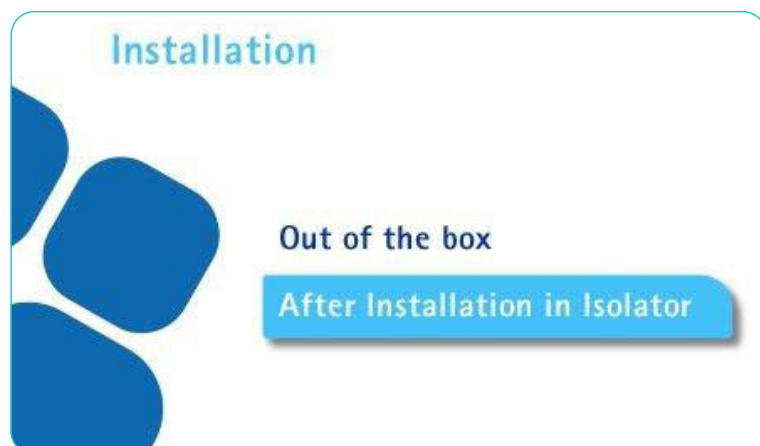 Installation
Out of the box
After Installation in Isolator